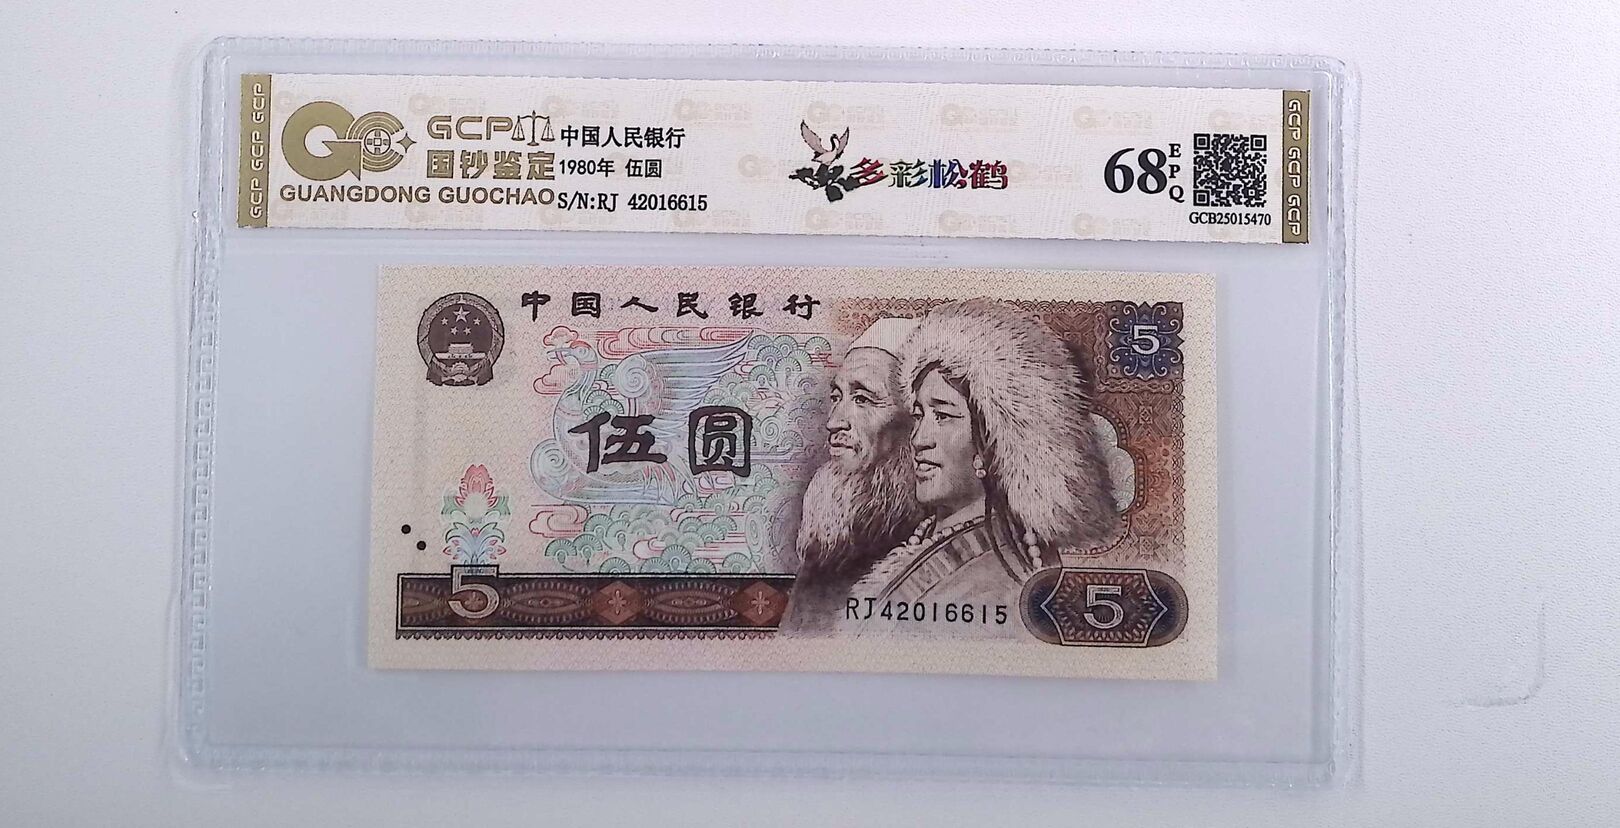 GCP GCP GCP
GCP
国钞鉴定
GUANGDONG GUOCHAO
中国人民银行
1980年 伍圆
S/N:RJ 42016615
多彩松鹤
68
EPQ
GCB25015470
GCP GCP GCP
中国人民银行
5
伍圆
5
RJ42016615
5